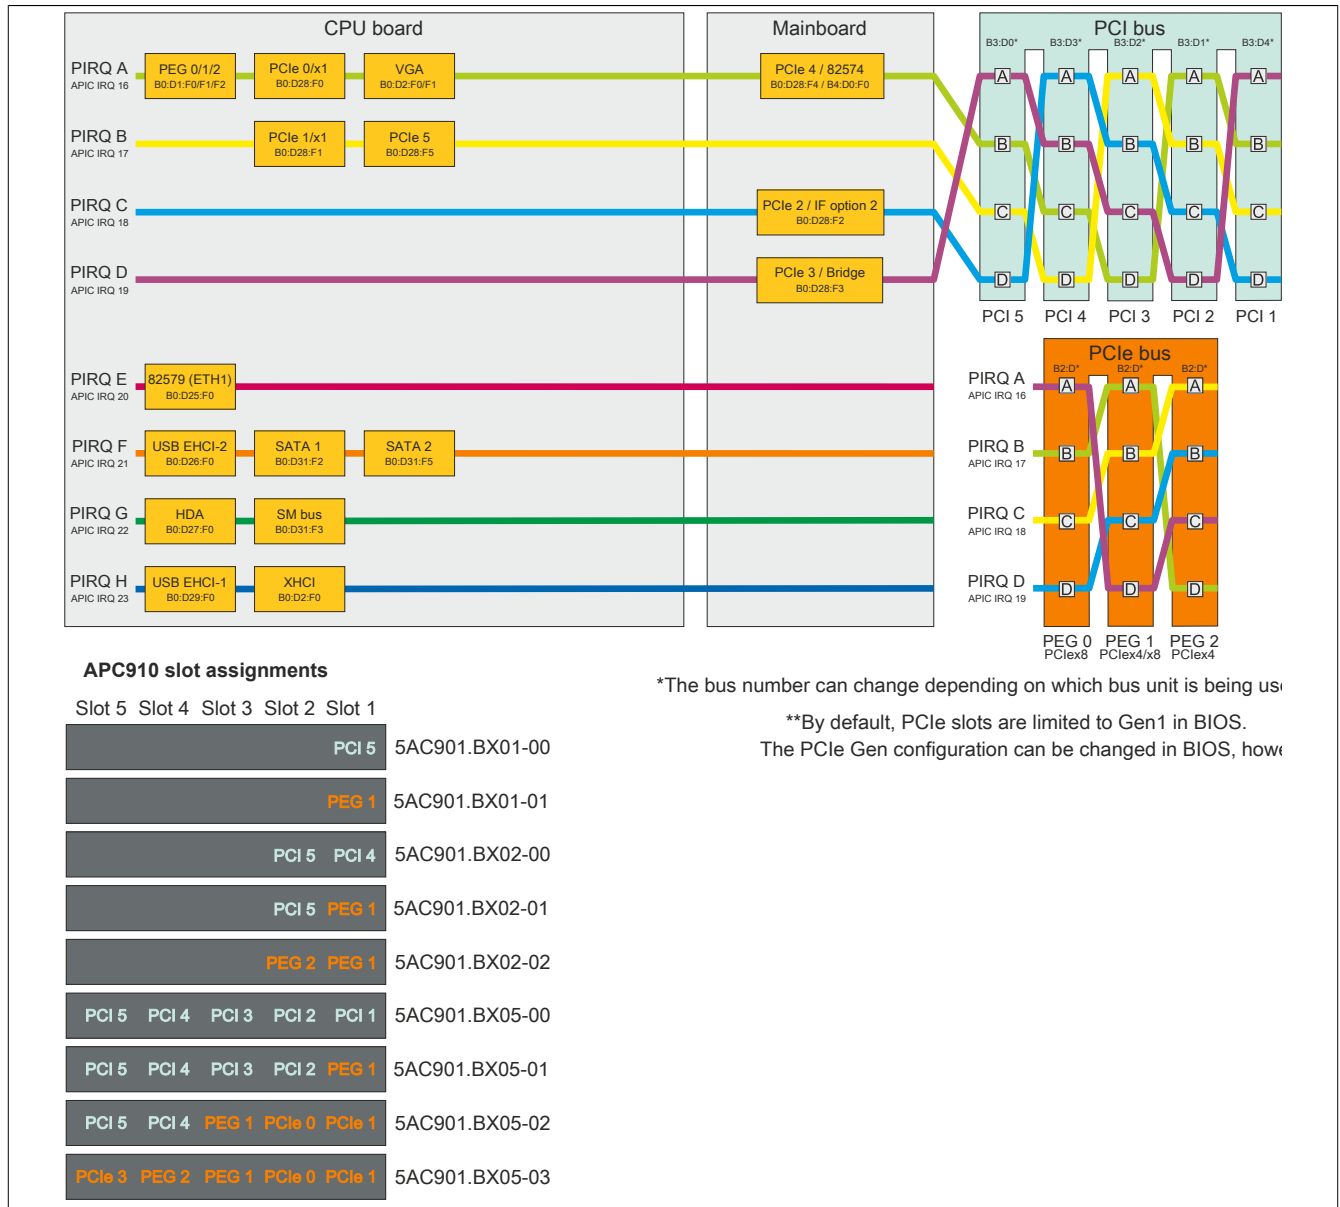 CPU board
Mainboard
PCI bus
B3:D0* B3:D3* B3:D2* B3:D1* B3:D4*
PIRQ A
APIC IRQ 16
PEG 0/1/2
B0:D1:F0/F1/F2
PCIe 0/x1
B0:D28:F0
VGA
B0:D2:F0/F1
PCIe 4 / 82574
B0:D28:F4 / B4:D0:F0
A A A A A
PIRQ B
APIC IRQ 17
PCIe 1/x1
B0:D28:F1
PCIe 5
B0:D28:F5
B B B B B
PIRQ C
APIC IRQ 18
PCIe 2 / IF option 2
B0:D28:F2
C C C C C
PIRQ D
APIC IRQ 19
PCIe 3 / Bridge
B0:D28:F3
D D D D D
PCI 5 PCI 4 PCI 3 PCI 2 PCI 1
PIRQ E
APIC IRQ 20
82579 (ETH1)
B0:D25:F0
PIRQ F
APIC IRQ 21
USB EHCI-2
B0:D26:F0
SATA 1
B0:D31:F2
SATA 2
B0:D31:F5
PIRQ G
APIC IRQ 22
HDA
B0:D27:F0
SM bus
B0:D31:F3
PIRQ H
APIC IRQ 23
USB EHCI-1
B0:D29:F0
XHCI
B0:D2:F0
PCIe bus
B2:D* B2:D* B2:D*
PIRQ A
APIC IRQ 16
A A A
PIRQ B
APIC IRQ 17
B B B
PIRQ C
APIC IRQ 18
C C C
PIRQ D
APIC IRQ 19
D D D
PEG 0 PEG 1 PEG 2
PCIex8 PCIex4/x8 PCIex4
*The bus number can change depending on which bus unit is being use
**By default, PCIe slots are limited to Gen1 in BIOS.
The PCIe Gen configuration can be changed in BIOS, howe
APC910 slot assignments
Slot 5 Slot 4 Slot 3 Slot 2 Slot 1
PCI 5 5AC901.BX01-00
PEG 1 5AC901.BX01-01
PCI 5 PCI 4 5AC901.BX02-00
PCI 5 PEG 1 5AC901.BX02-01
PEG 2 PEG 1 5AC901.BX02-02
PCI 5 PCI 4 PCI 3 PCI 2 PCI 1 5AC901.BX05-00
PCI 5 PCI 4 PCI 3 PCI 2 PEG 1 5AC901.BX05-01
PCI 5 PCI 4 PEG 1 PCIe 0 PCIe 1 5AC901.BX05-02
PCIe 3 PEG 2 PEG 1 PCIe 0 PCIe 1 5AC901.BX05-03